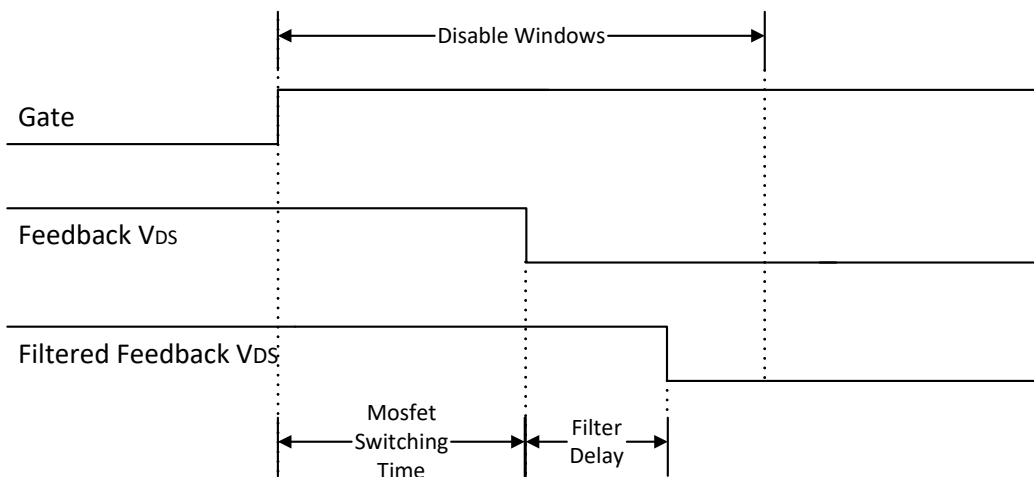 Disable Windows
Gate
Feedback VDS
Filtered Feedback VDS
Mosfet
Switching
Time
Filter
Delay